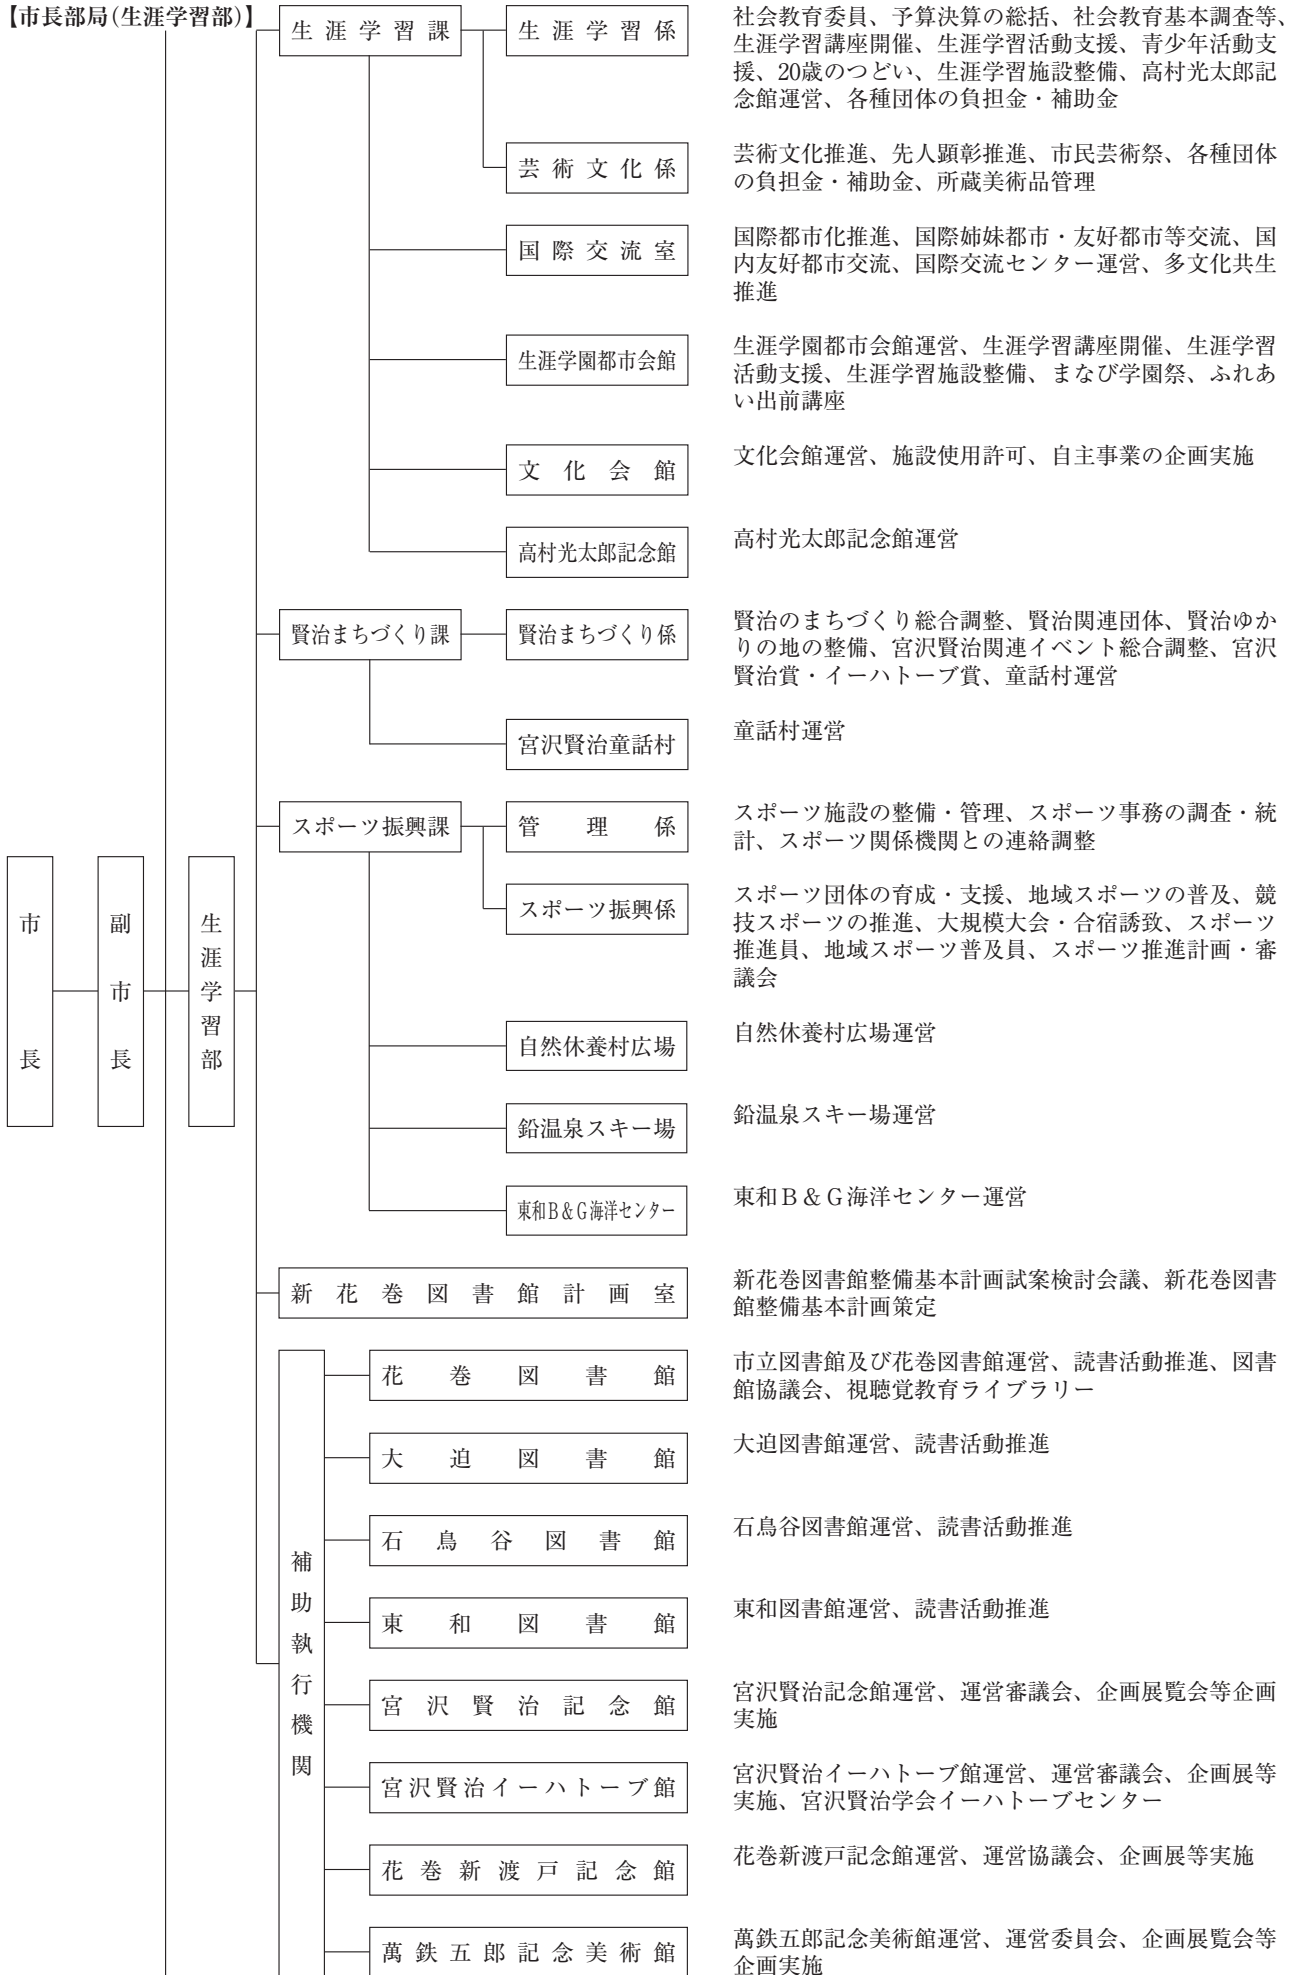 【市長部局(生涯学習部)】
市長
副市長
生涯学習部
生涯学習課
生涯学習係
社会教育委員、予算決算の総括、社会教育基本調査等、
生涯学習講座開催、生涯学習活動支援、青少年活動支
援、20歳のつどい、生涯学習施設整備、高村光太郎記
念館運営、各種団体の負担金・補助金
芸術文化係
芸術文化推進、先人顕彰推進、市民芸術祭、各種団体
の負担金・補助金、所蔵美術品管理
国際交流室
国際都市化推進、国際姉妹都市・友好都市等交流、国
内友好都市交流、国際交流センター運営、多文化共生
推進
生涯学園都市会館
生涯学園都市会館運営、生涯学習講座開催、生涯学習
活動支援、生涯学習施設整備、まなび学園祭、ふれあ
い出前講座
文化会館
文化会館運営、施設使用許可、自主事業の企画実施
高村光太郎記念館
高村光太郎記念館運営
賢治まちづくり課
賢治まちづくり係
賢治のまちづくり総合調整、賢治関連団体、賢治ゆか
りの地の整備、宮沢賢治関連イベント総合調整、宮沢
賢治賞・イーハトーブ賞、童話村運営
宮沢賢治童話村
童話村運営
スポーツ振興課
管理係
スポーツ施設の整備・管理、スポーツ事務の調査・統
計、スポーツ関係機関との連絡調整
スポーツ振興係
スポーツ団体の育成・支援、地域スポーツの普及、競
技スポーツの推進、大規模大会・合宿誘致、スポーツ
推進員、地域スポーツ普及員、スポーツ推進計画・審
議会
自然休養村広場
自然休養村広場運営
鉛温泉スキー場
鉛温泉スキー場運営
東和B&G海洋センター
東和B&G海洋センター運営
新花巻図書館計画室
新花巻図書館整備基本計画試案検討会議、新花巻図書
館整備基本計画策定
補助執行機関
花巻図書館
市立図書館及び花巻図書館運営、読書活動推進、図書
館協議会、視聴覚教育ライブラリー
大迫図書館
大迫図書館運営、読書活動推進
石鳥谷図書館
石鳥谷図書館運営、読書活動推進
東和図書館
東和図書館運営、読書活動推進
宮沢賢治記念館
宮沢賢治記念館運営、運営審議会、企画展覧会等企画
実施
宮沢賢治イーハトーブ館
宮沢賢治イーハトーブ館運営、運営審議会、企画展等
実施、宮沢賢治学会イーハトーブセンター
花巻新渡戸記念館
花巻新渡戸記念館運営、運営協議会、企画展等実施
萬鉄五郎記念美術館
萬鉄五郎記念美術館運営、運営委員会、企画展覧会等
企画実施